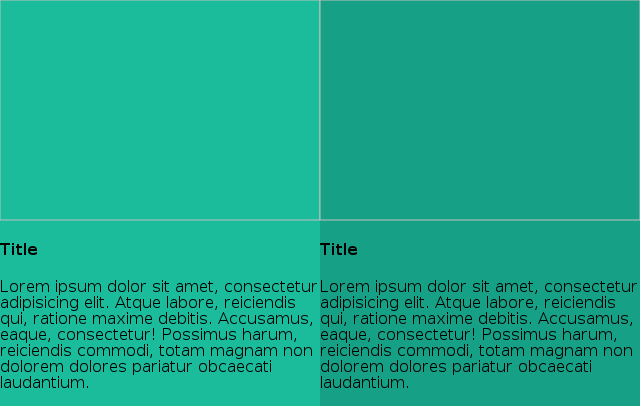 Title
Lorem ipsum dolor sit amet, consectetur
adipisicing elit. Atque labore, reiciendis
qui, ratione maxime debitis. Accusamus,
eaque, consectetur! Possimus harum,
reiciendis commodi, totam magnam non
dolorem dolores pariatur obcaecati
laudantium.
Title
Lorem ipsum dolor sit amet, consectetur
adipisicing elit. Atque labore, reiciendis
qui, ratione maxime debitis. Accusamus,
eaque, consectetur! Possimus harum,
reiciendis commodi, totam magnam non
dolorem dolores pariatur obcaecati
laudantium.